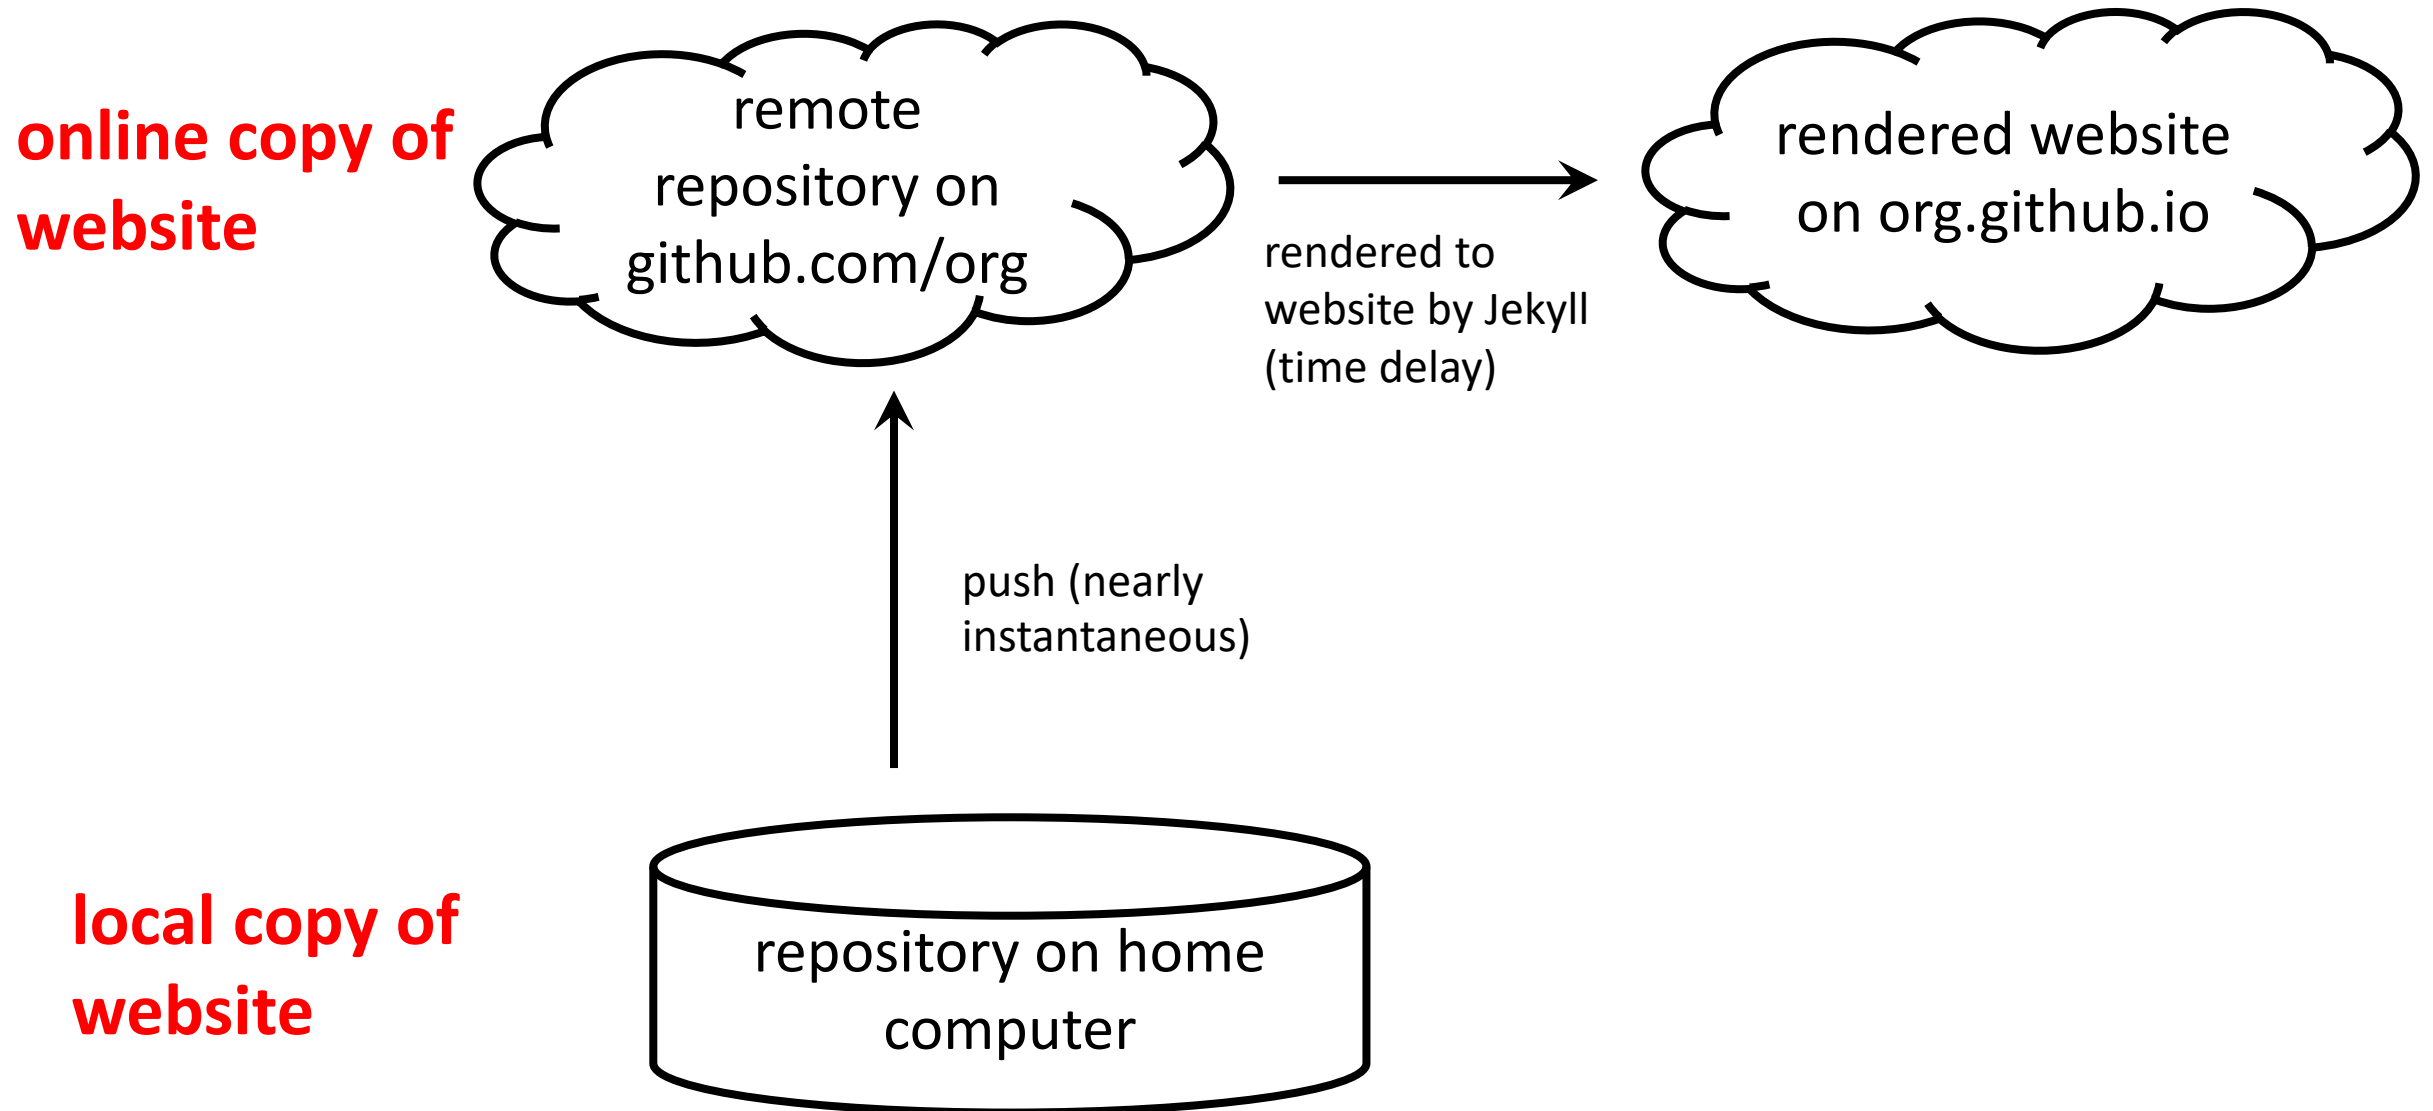 online copy of
website
remote
repository on
github.com/org
rendered to
website by Jekyll
(time delay)
rendered website
on org.github.io
push (nearly
instantaneous)
local copy of
website
repository on home
computer